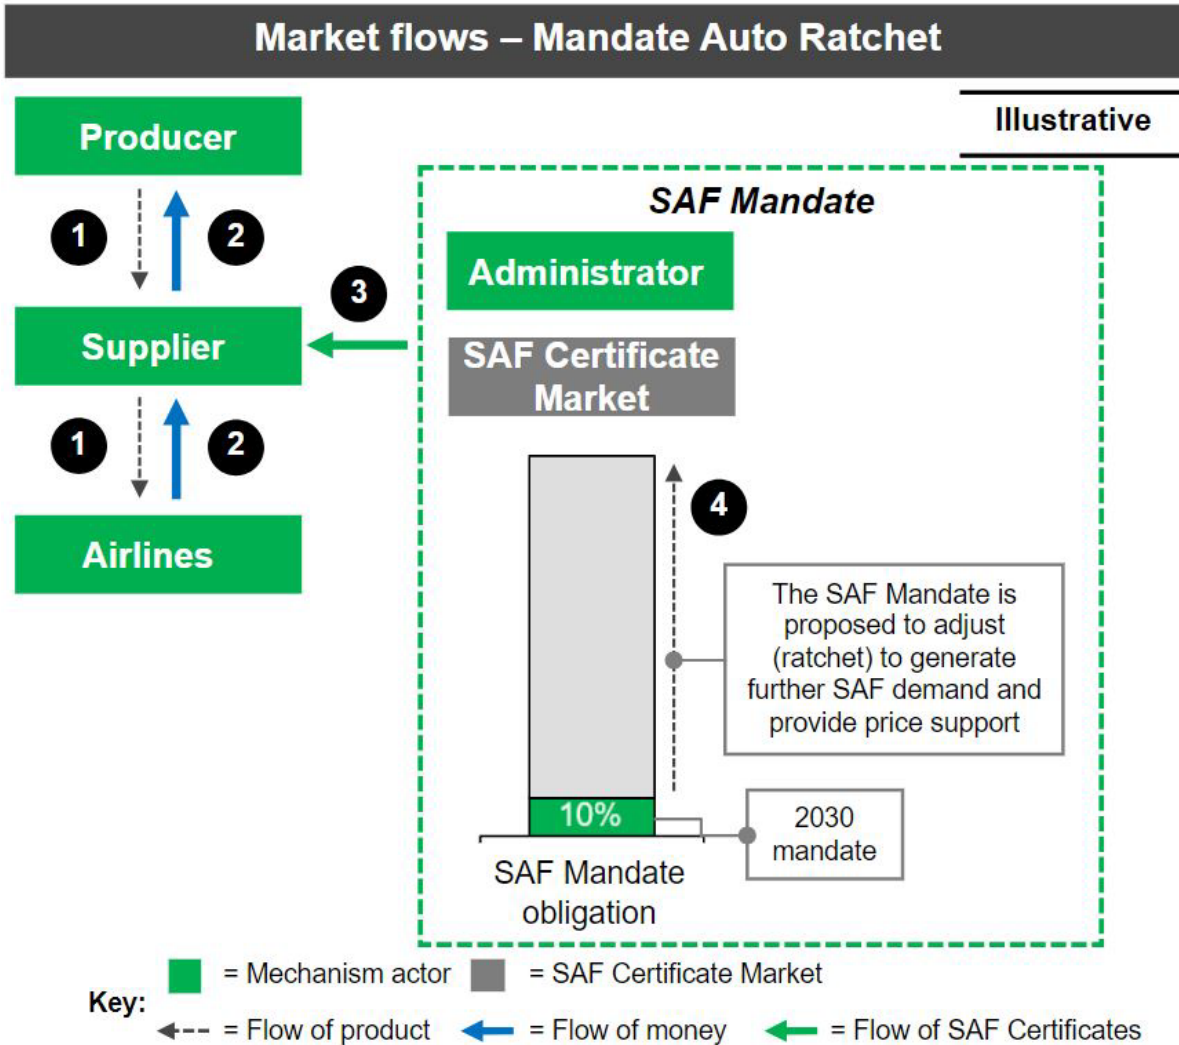 Market flows – Mandate Auto Ratchet
Illustrative
Producer
1
2
Supplier
3
1
2
Airlines
SAF Mandate
Administrator
SAF Certificate
Market
4
The SAF Mandate is
proposed to adjust
(ratchet) to generate
further SAF demand and
provide price support
10%
2030
mandate
SAF Mandate
obligation
Key:
= Mechanism actor
= SAF Certificate Market
= Flow of product
= Flow of money
= Flow of SAF Certificates